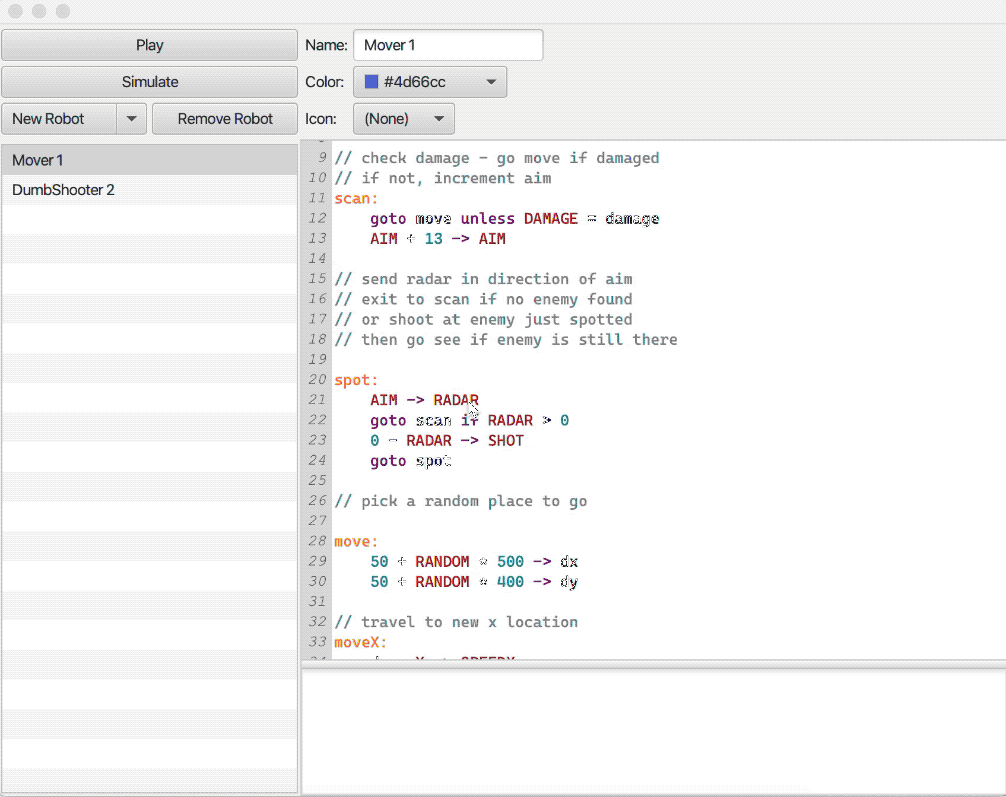 Play
Name: Mover 1
Simulate
Color: #4d66cc
New Robot
Remove Robot
Icon: (None)
Mover 1
DumbShooter 2
9 // check damage - go move if damaged
10 // if not, increment aim
11 scan:
12 goto move unless DAMAGE = damage
13 AIM + 13 -> AIM
14
15 // send radar in direction of aim
16 // exit to scan if no enemy found
17 // or shoot at enemy just spotted
18 // then go see if enemy is still there
19
20 spot:
21 AIM -> RADAR
22 goto scan if RADAR > 0
23 0 - RADAR -> SHOT
24 goto spot
25
26 // pick a random place to go
27
28 move:
29 50 + RANDOM * 500 -> dx
30 50 + RANDOM * 400 -> dy
31
32 // travel to new x location
33 moveX: